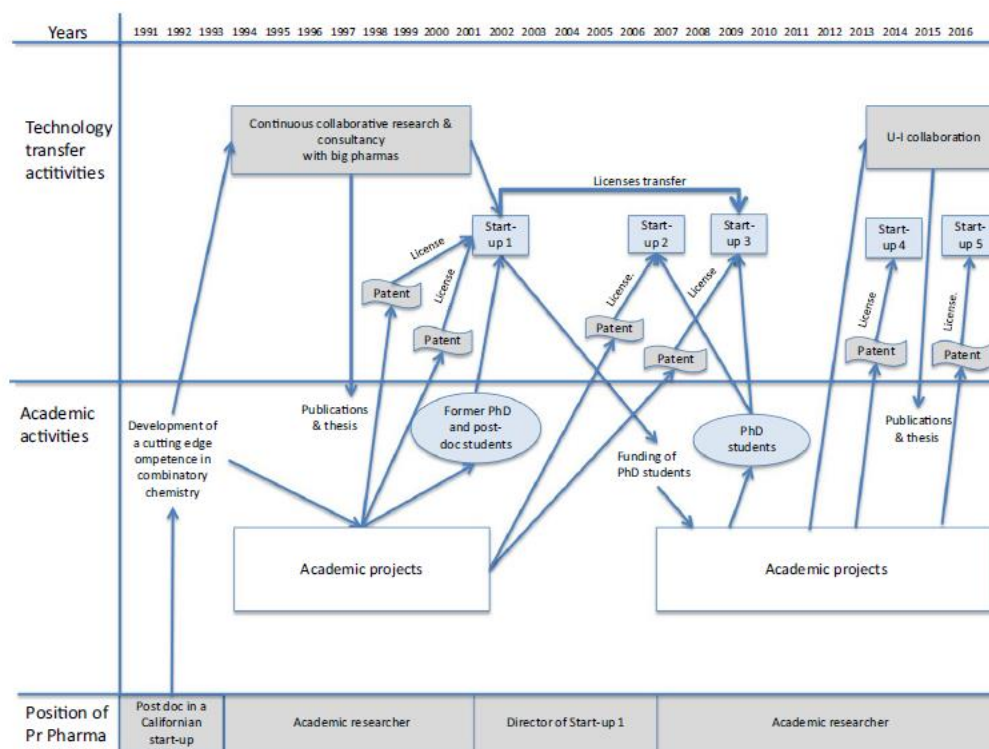 Years
1991 1992 1993 1994 1995 1996 1997 1998 1999 2000 2001 2002 2003 2004 2005 2006 2007 2008 2009 2010 2011 2012 2013 2014 2015 2016
Technology
transfer
actitivities
Continuous collaborative research &
consultancy
with big pharmas
U-I collaboration
Licenses transfer
Start-
up 1
Start-
up 2
Start-
up 3
Start-
up 4
Start-
up 5
License
License
License.
License
License
License.
Patent
Patent
Patent
Patent
Patent
Patent
Academic
activities
Development of
a cutting edge
ompetence in
combinatory
chemistry
Publications
& thesis
Former PhD
and post-
doc students
Funding of
PhD students
PhD
students
Publications
& thesis
Academic projects
Academic projects
Position of
Pr Pharma
Post doc in a
Californian
start-up
Academic researcher
Director of Start-up 1
Academic researcher